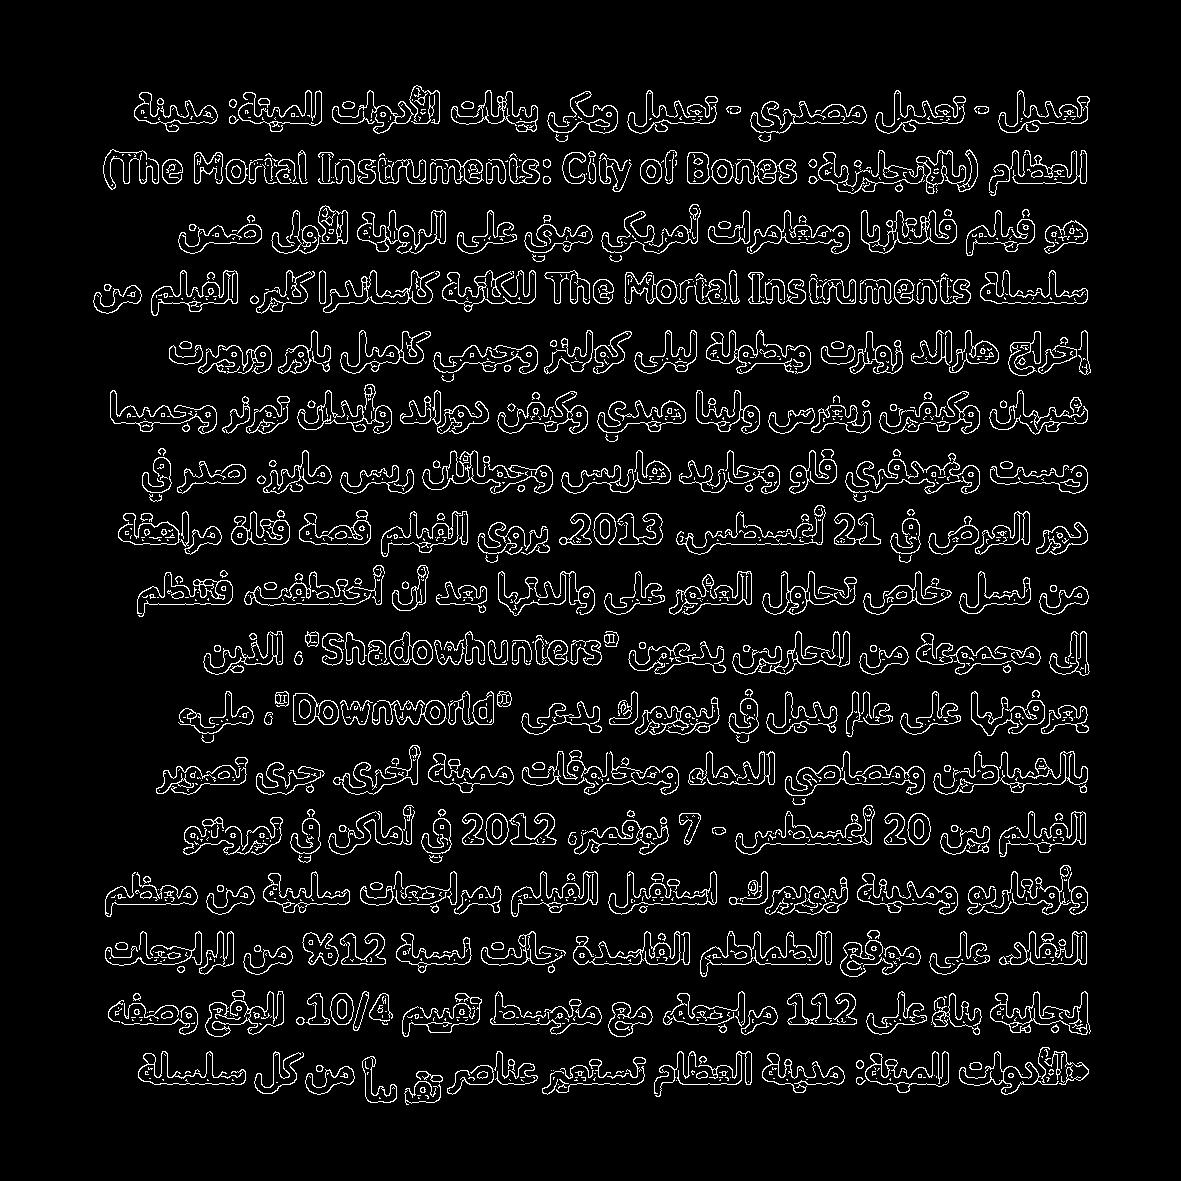 تعديل - تعديل مصدري - تعديل ويكي بيانات الأدوات المميتة: مدينة
العظام (بالإنجليزية: The Mortal Instruments: City of Bones)
هو فيلم فانتازيا ومغامرات أمريكي مبني على الرواية الأولى ضمن
سلسلة The Mortal Instruments للكاتبة كاساندرا كلير. الفيلم من
إخراج هارالد زوارت وبطولة ليلى كولينز وجيمي كامبل باور وروبرت
شيهان وكيفين زيغرس ولينا هيدي وكيفن دوراند وأيدان تورنر وجميما
ويست وغودفري قاو وجاريد هاريس وجوناثان ريس مايرز. صدر في
دور العرض في 21 أغسطس، 2013. يروي الفيلم قصة فتاة مراهقة
من نسل خاص تحاول العثور على والدتها بعد أن أختطفت، فتنظم
إلى مجموعة من المحاربين يدعون "Shadowhunters"، الذين
يعرفونها على عالم بديل في نيويورك يدعى "Downworld"، مليء
بالشياطين ومصاصي الدماء ومخلوقات مميتة أخرى. جرى تصوير
الفيلم بين 20 أغسطس - 7 نوفمبر، 2012 في أماكن في تورونتو
وأونتاريو ومدينة نيويورك. استقبل الفيلم بمراجعات سلبية من معظم
النقاد. على موقع الطماطم الفاسدة جائت نسبة 12% من المراجعات
إيجابية بناءً على 112 مراجعة، مع متوسط تقييم 10/4. الموقع وصفه
«الأدوات المميتة: مدينة العظام تستعير عناصر من كل سلسلة